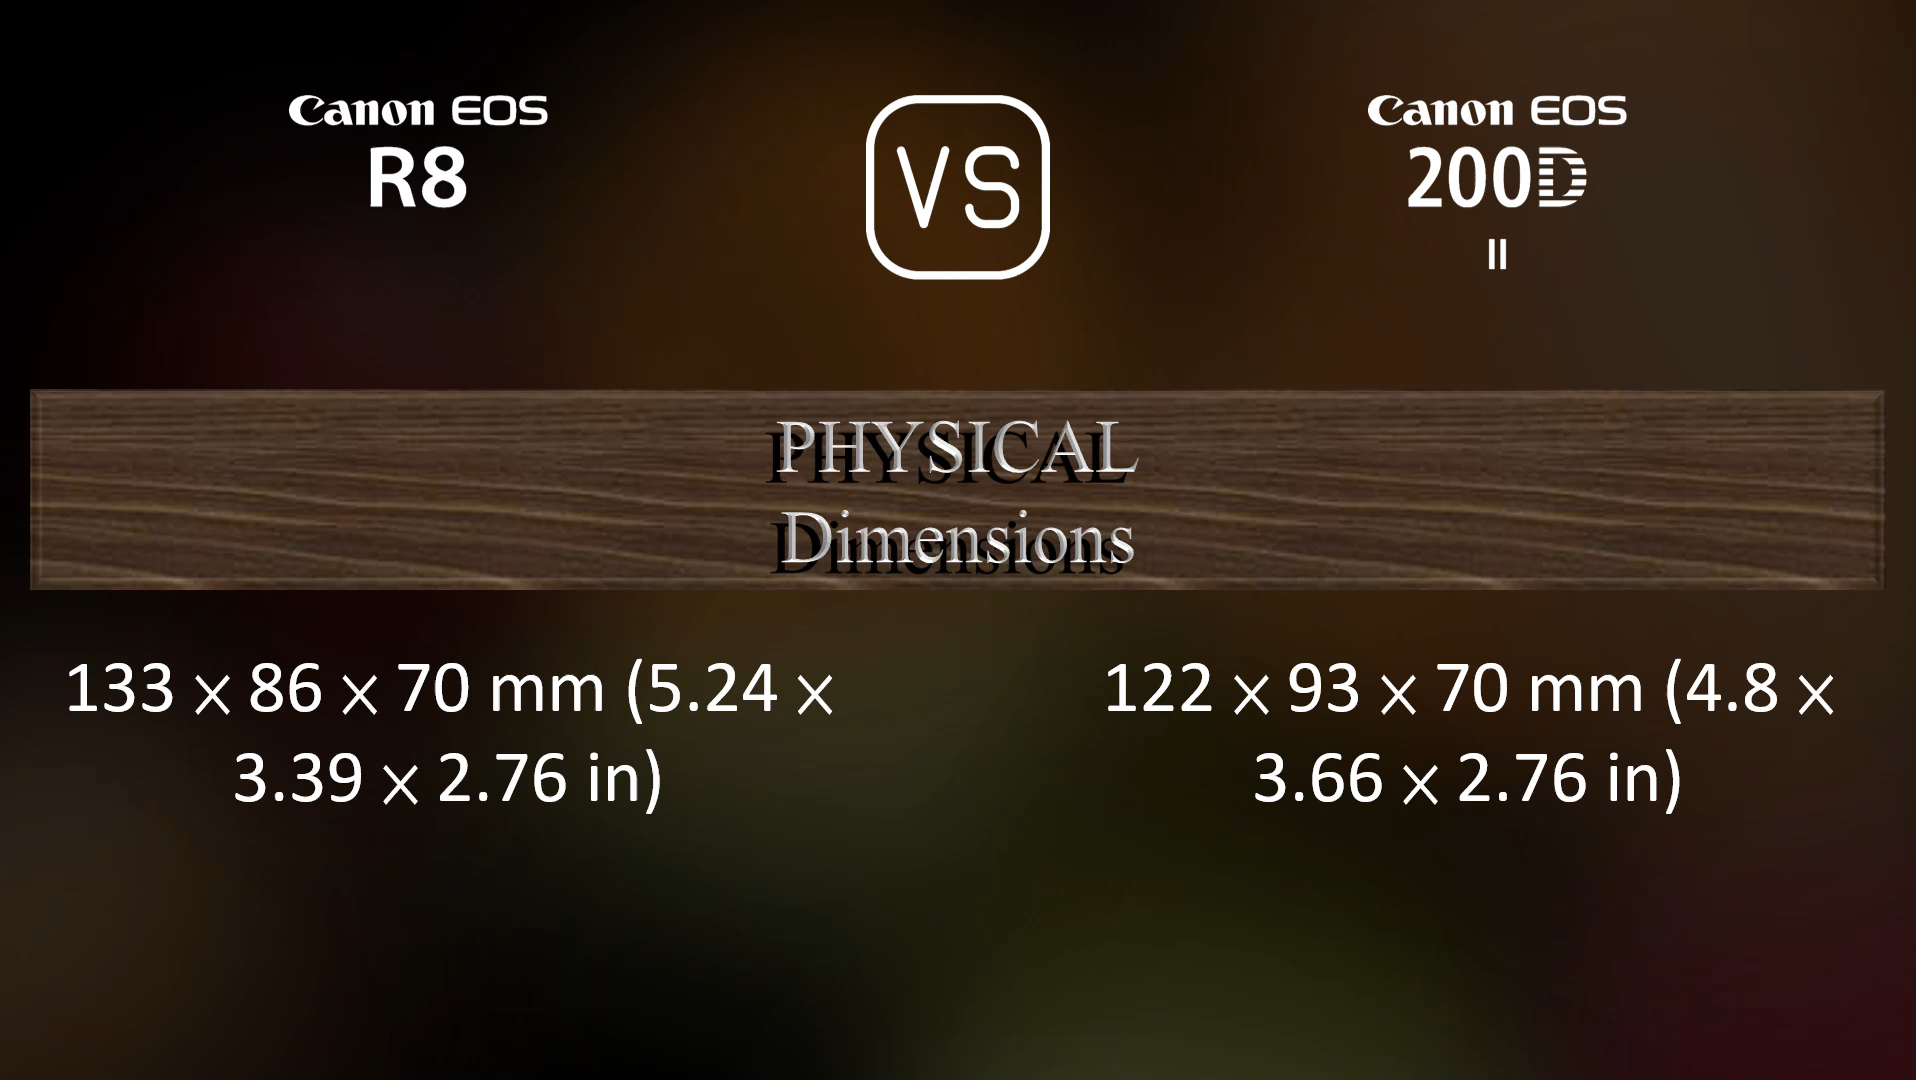 Canon EOS
R8
VS
Canon EOS
200D
II
PHYSICAL
Dimensions
133 x 86 x 70 mm (5.24 x
3.39 x 2.76 in)
122 x 93 x 70 mm (4.8 x
3.66 x 2.76 in)